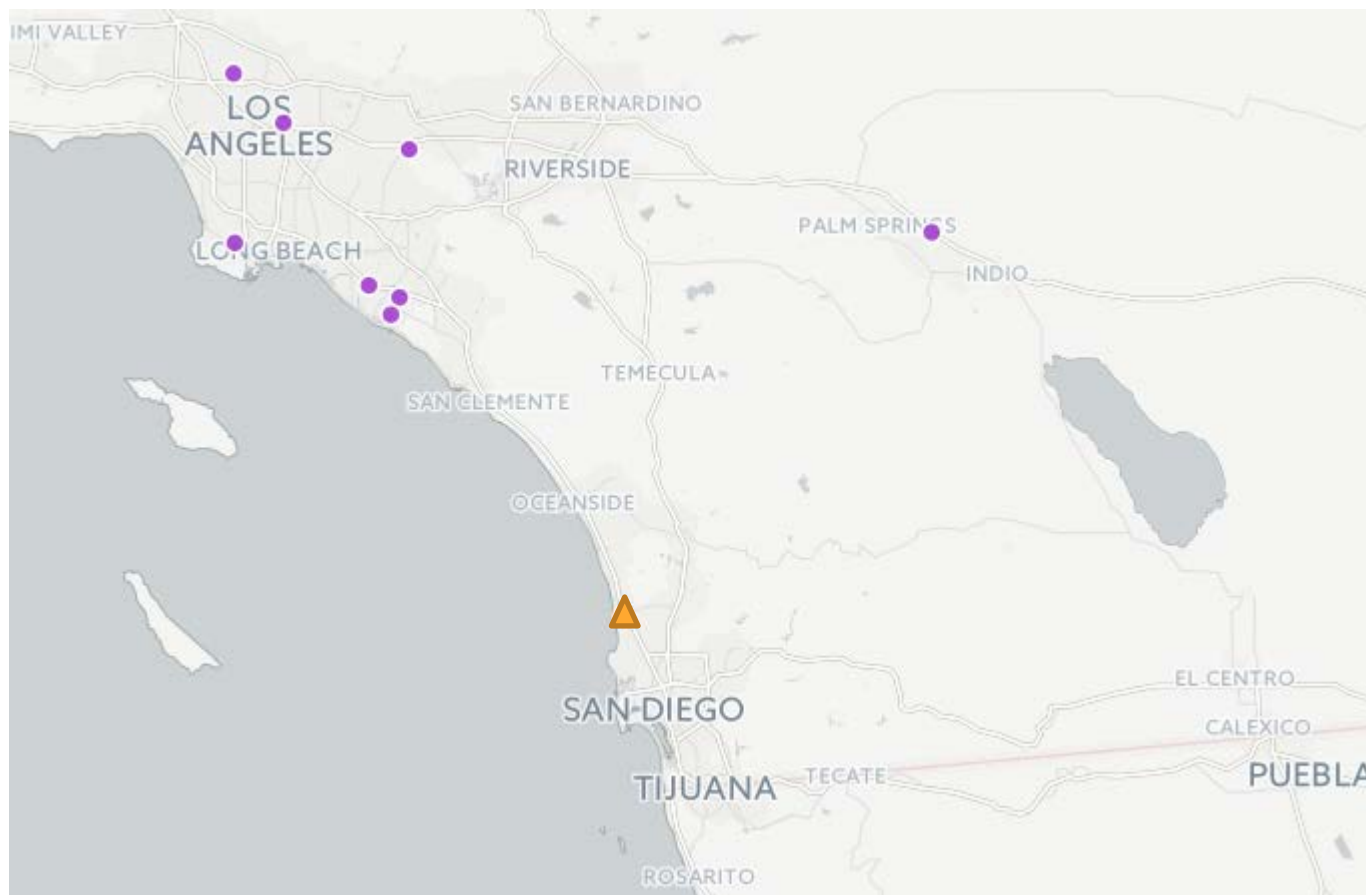 IMI VALLEY
LOS
ANGELES
SAN BERNARDINO
RIVERSIDE
PALM SPRINGS
LONG BEACH
INDIO
TEMECULA
SAN CLEMENTE
OCEANSIDE
EL CENTRO
SAN DIEGO
CALEXICO
TIJUANA
TECATE
PUEBLA
ROSARITO